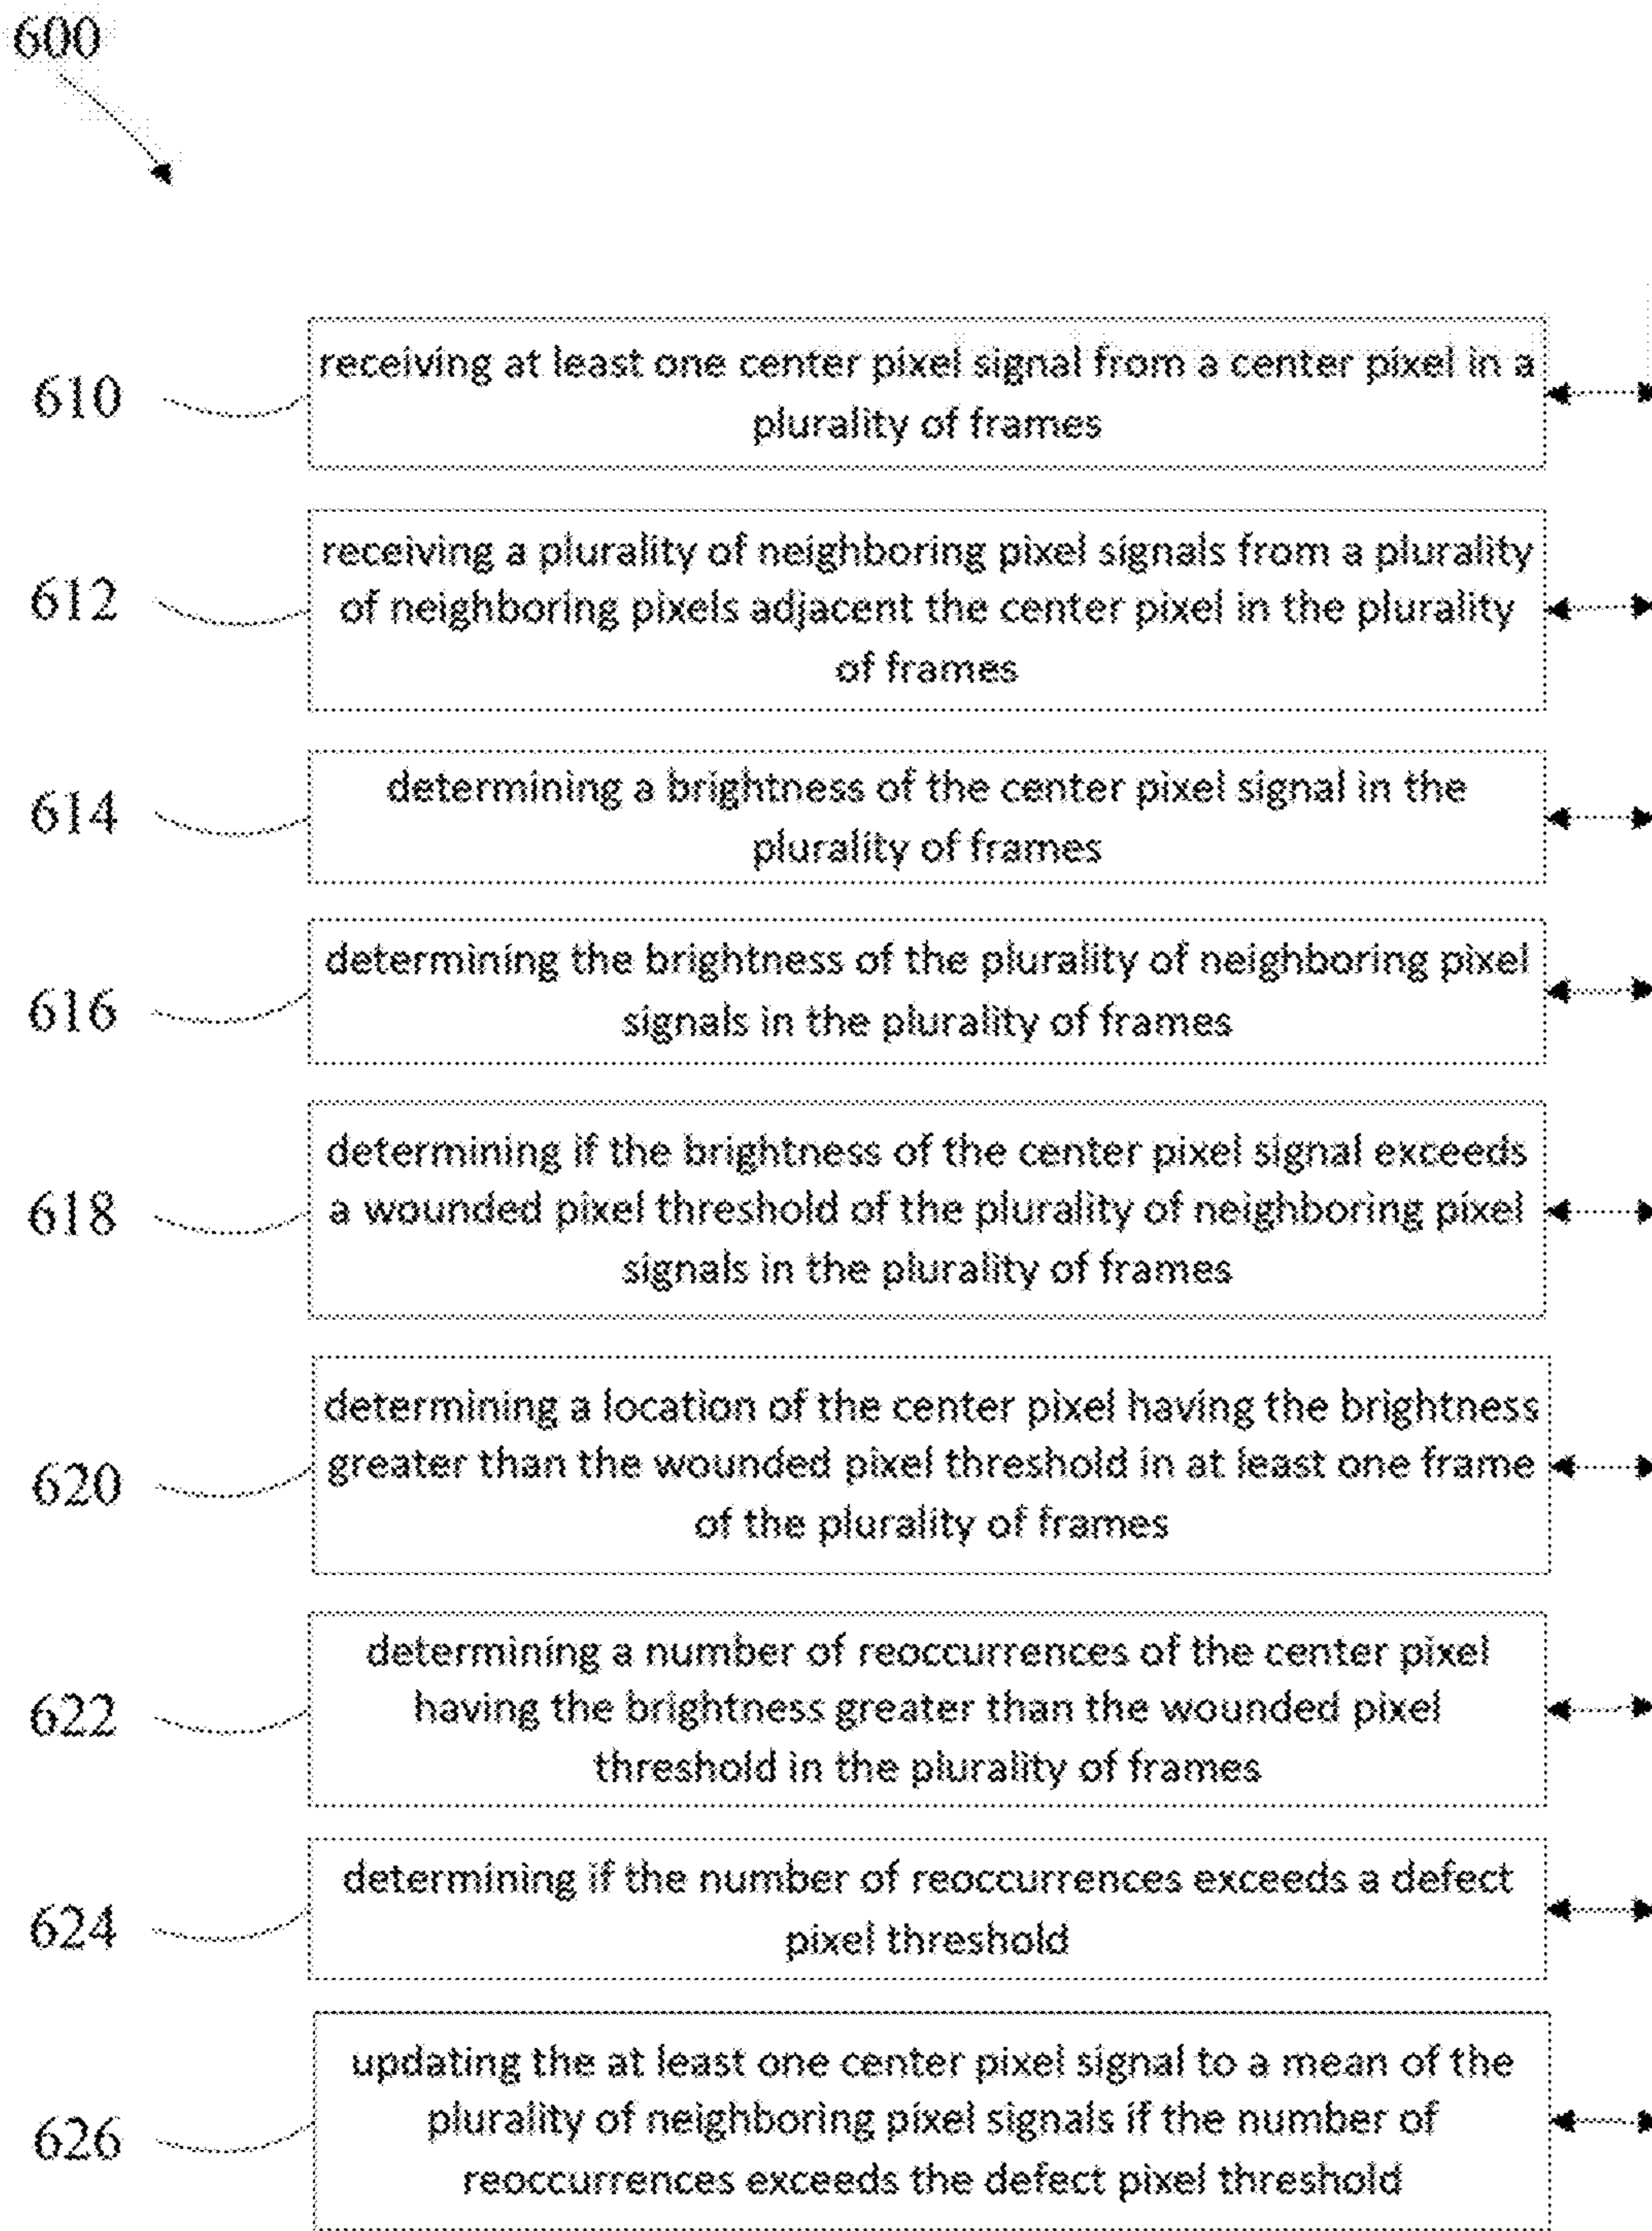 600
610
receiving at least one center pixel signal from a center pixel in a
plurality of frames
612
receiving a plurality of neighboring pixel signals from a plurality
of neighboring pixels adjacent the center pixel in the plurality
of frames
614
determining a brightness of the center pixel signal in the
plurality of frames
616
determining the brightness of the plurality of neighboring pixel
signals in the plurality of frames
618
determining if the brightness of the center pixel signal exceeds
a wounded pixel threshold of the plurality of neighboring pixel
signals in the plurality of frames
620
determining a location of the center pixel having the brightness
greater than the wounded pixel threshold in at least one frame
of the plurality of frames
622
determining a number of reoccurrences of the center pixel
having the brightness greater than the wounded pixel
threshold in the plurality of frames
624
determining if the number of reoccurrences exceeds a defect
pixel threshold
626
updating the at least one center pixel signal to a mean of the
plurality of neighboring pixel signals if the number of
reoccurrences exceeds the defect pixel threshold